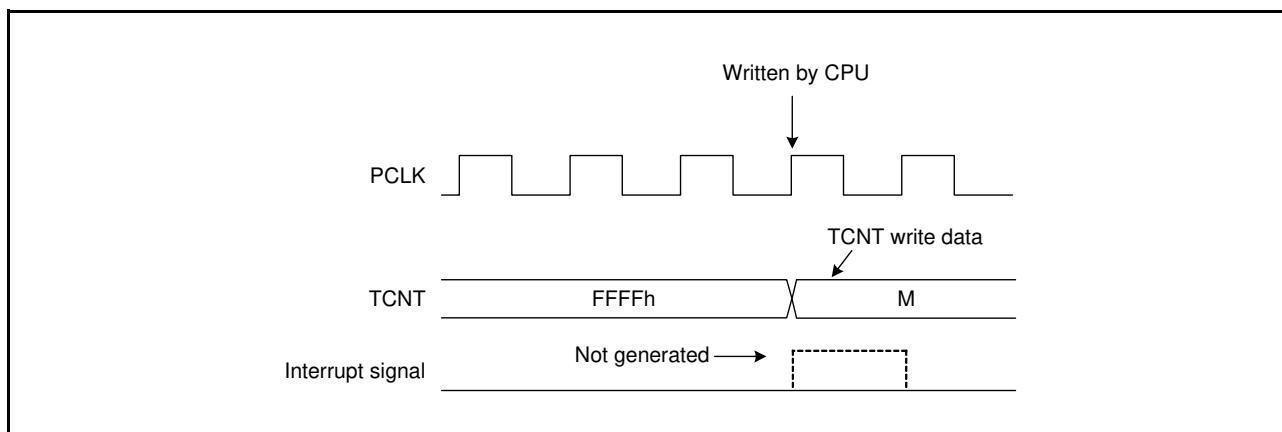 Written by CPU
PCLK
TCNT write data
TCNT
FFFFh
M
Not generated
Interrupt signal